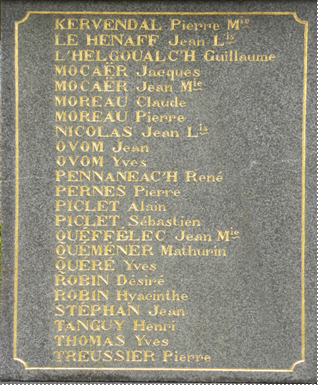 KERVENDAL Pierre Mie
LE HENAFF Jean Lis
L'HELGOUALC'H Guillaume
MOCAËR Jacques
MOCAËR Jean Mie
MOREAU Claude
MOREAU Pierre
NICOLAS Jean Lis
OVOM Jean
OVOM Yves
PENNANEAC'H René
PERNES Pierre
PICLET Alain
PICLET Sébastien
QUEFFÉLEC Jean Mie
QUÉMÉNER Mathurin
QUÉRÉ Yves
ROBIN Désiré
ROBIN Hyacinthe
STÉPHAN Jean
TANGUY Henri
THOMAS Yves
TREUSSIER Pierre